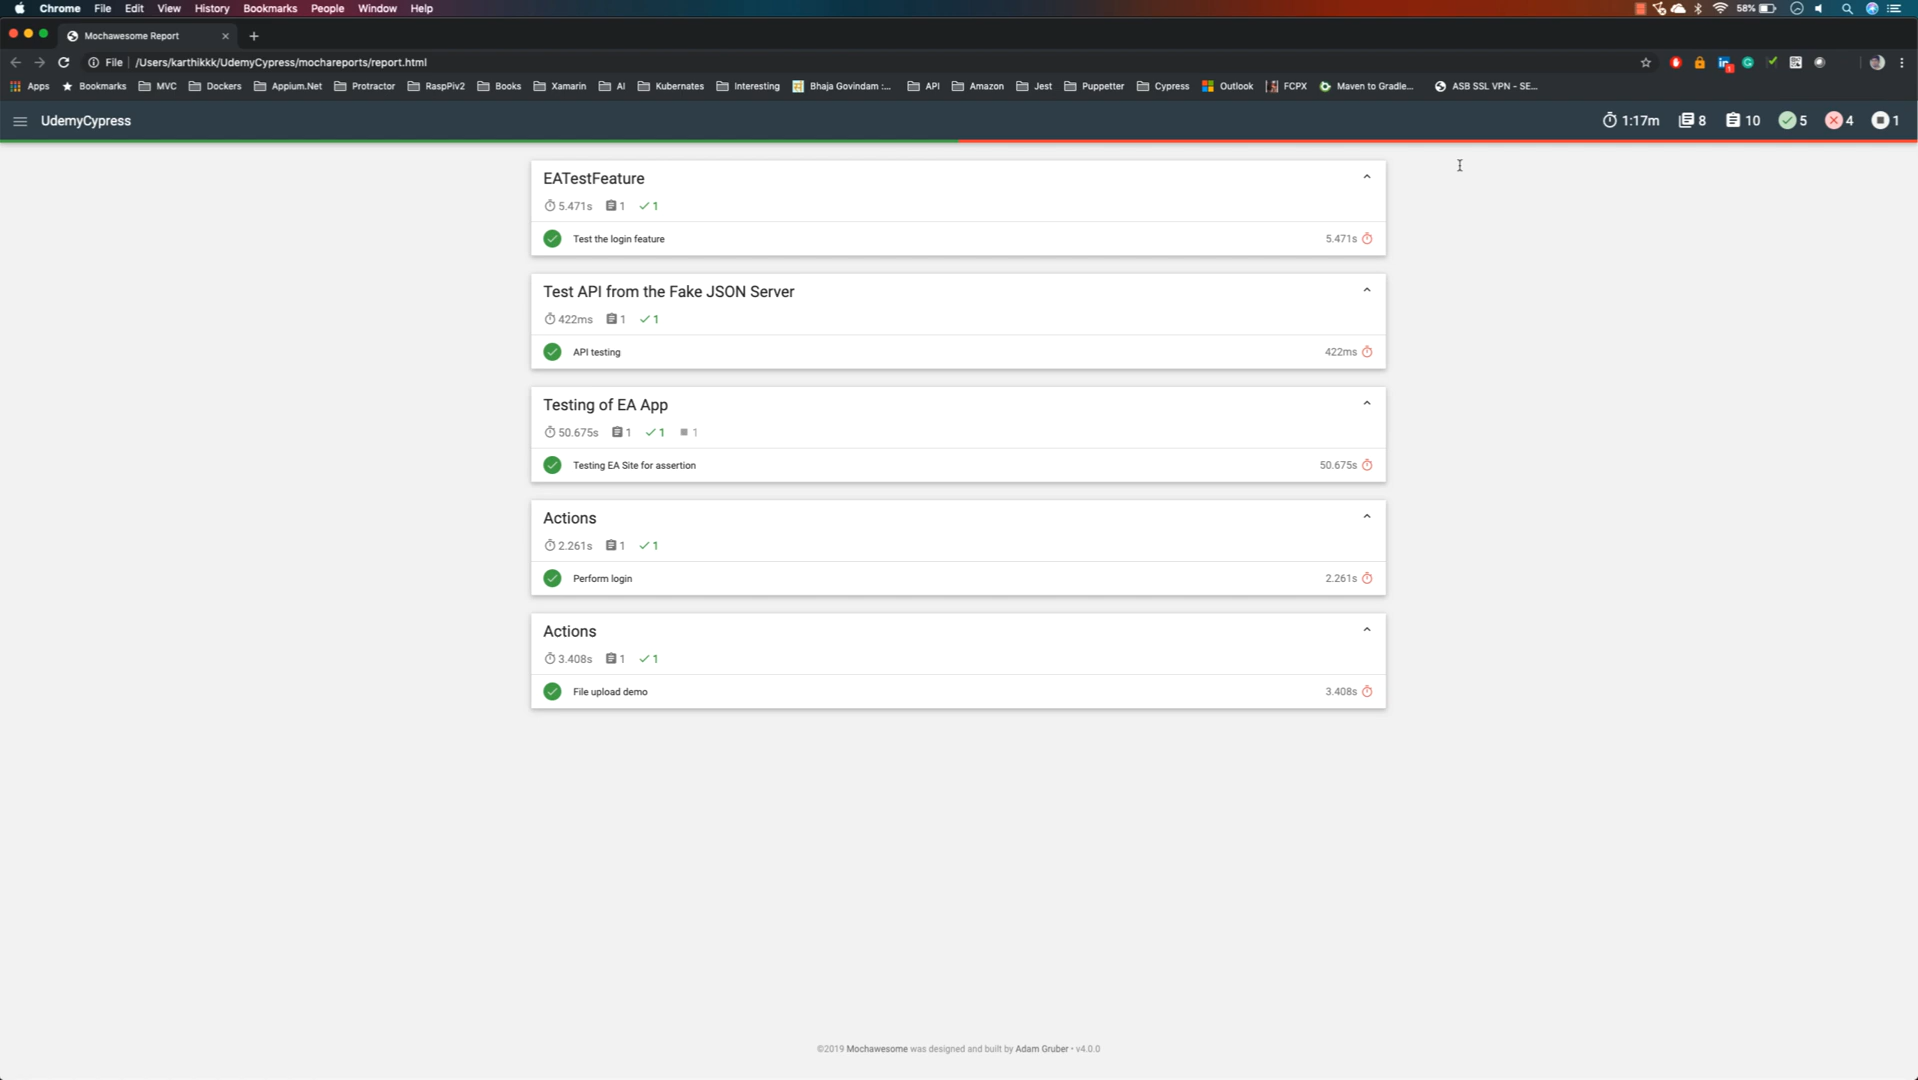 Chrome File Edit View History Bookmarks People Window Help 58%
Mochawesome Report
File /Users/karthikkk/UdemyCypress/mochareports/report.html
Apps Bookmarks MVC Dockers Appium.Net Protractor RaspPiv2 Books Xamarin AI Kubernates Interesting Bhaja Govindam :... API Amazon Jest Puppetter Cypress Outlook FCPX Maven to Gradle... ASB SSL VPN - SE...
UdemyCypress 1:17m 8 10 5 4 1
EATestFeature
5.471s 1 1
Test the login feature 5.471s
Test API from the Fake JSON Server
422ms 1 1
API testing 422ms
Testing of EA App
50.675s 1 1 1
Testing EA Site for assertion 50.675s
Actions
2.261s 1 1
Perform login 2.261s
Actions
3.408s 1 1
File upload demo 3.408s
©2019 Mochawesome was designed and built by Adam Gruber • v4.0.0